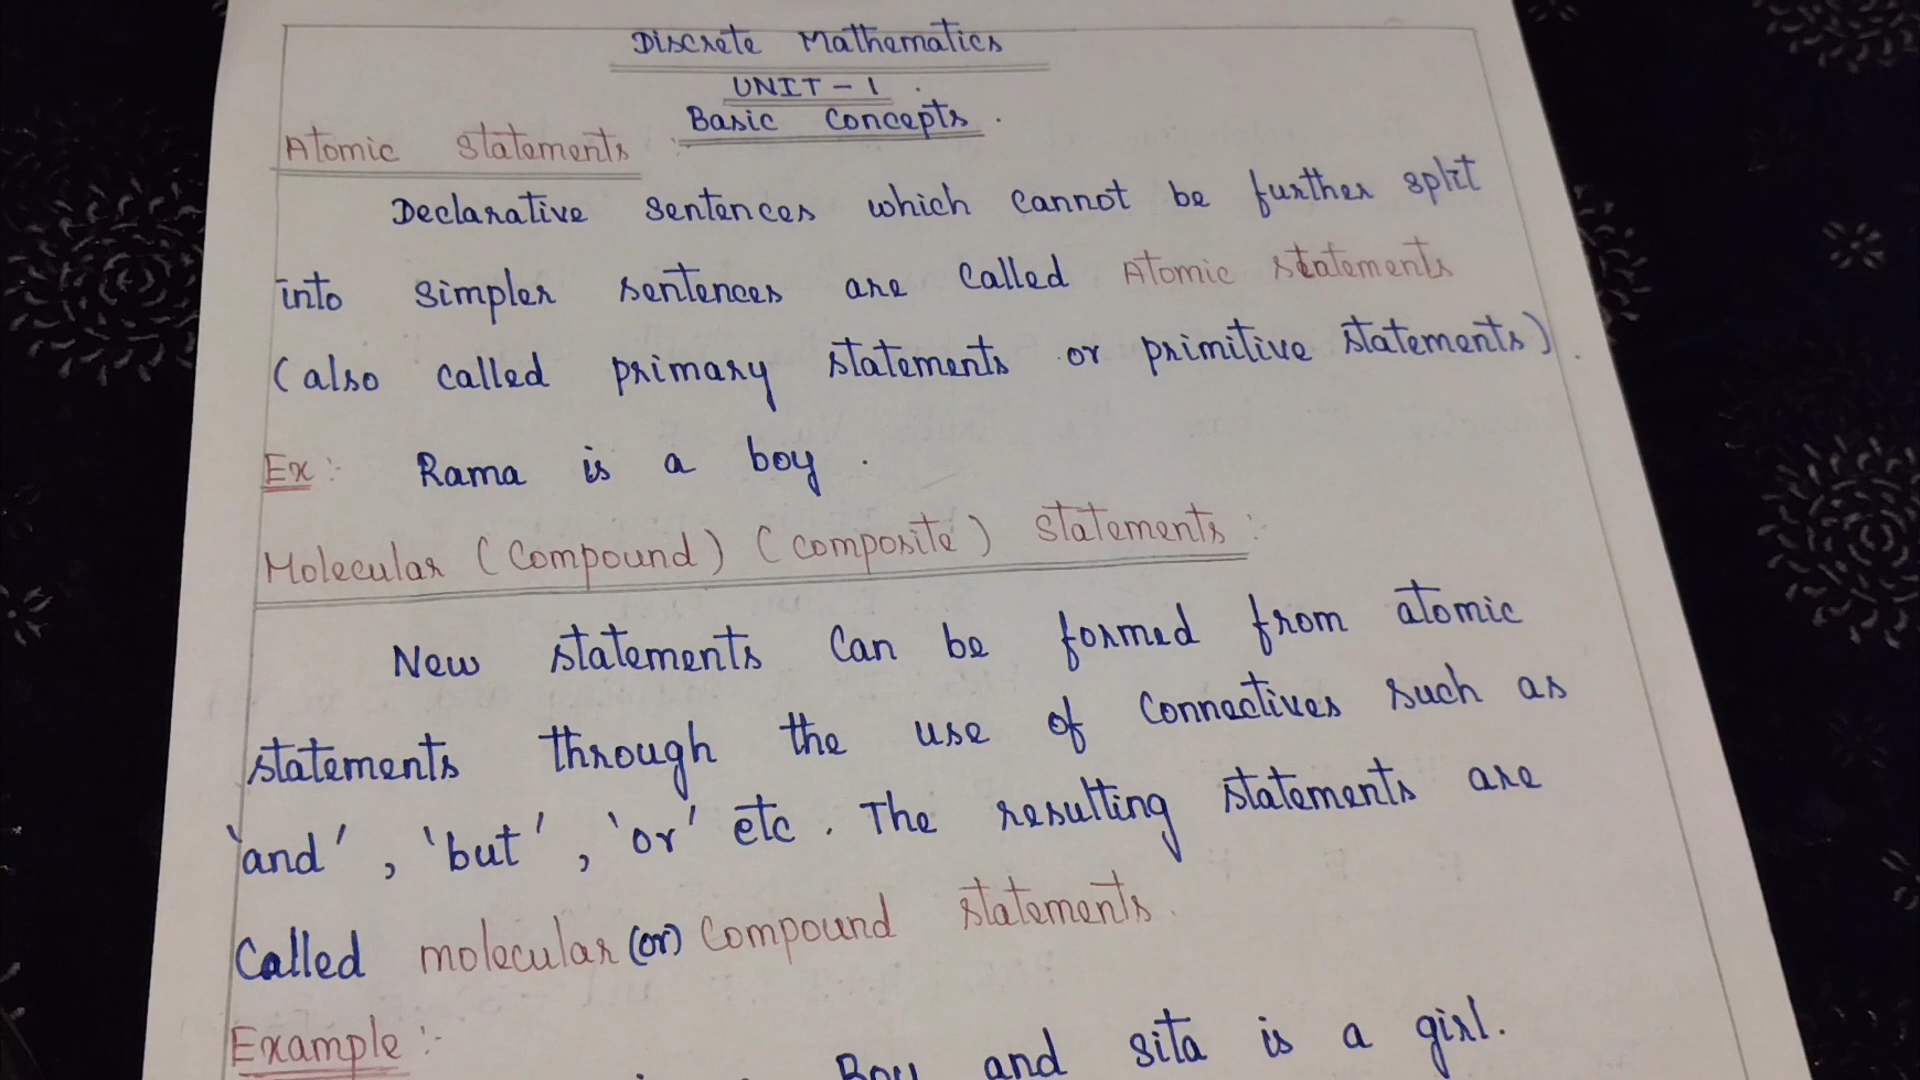 Discrete Mathematics
UNIT - 1
Basic Concepts.
Atomic Statements
Declarative sentences which cannot be further split
into simpler sentences are called Atomic statements
(also called primary statements or primitive statements).
Ex:- Rama is a boy.
Molecular (Compound) (composite) statements:
New statements can be formed from atomic
statements through the use of connectives such as
'and', 'but', 'or' etc. The resulting statements are
Called molecular (or) compound statements.
Example:-
Boy and sita is a girl.